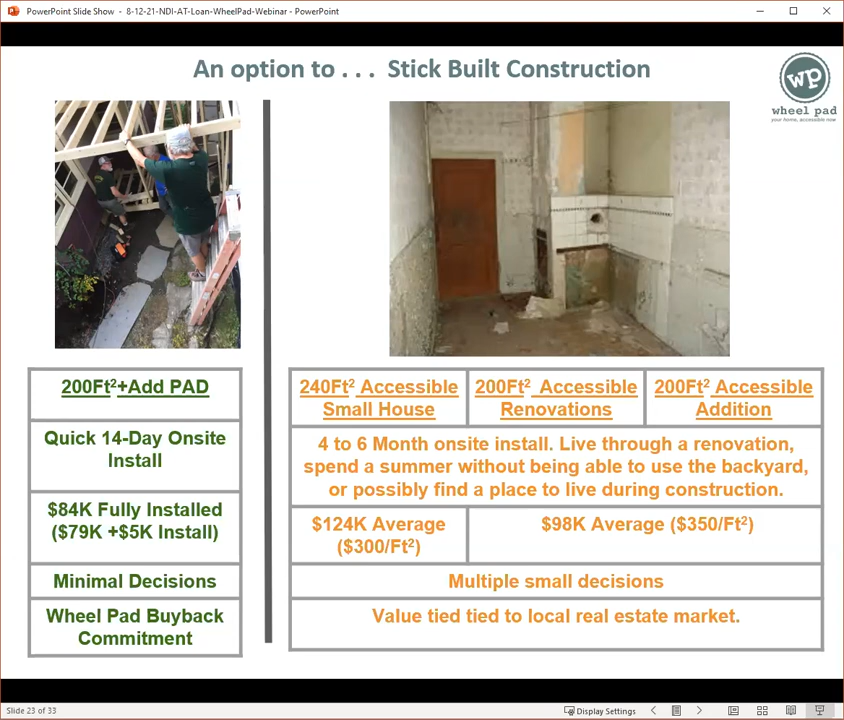 PowerPoint Slide Show - 8-12-21-NDI-AT-Loan-WheelPad-Webinar - PowerPoint
An option to . . . Stick Built Construction
wp
wheel pad
your home, accessible now
200Ft²+Add PAD
Quick 14-Day Onsite
Install
$84K Fully Installed
($79K +$5K Install)
Minimal Decisions
Wheel Pad Buyback
Commitment
240Ft² Accessible
Small House
200Ft² Accessible
Renovations
200Ft² Accessible
Addition
4 to 6 Month onsite install. Live through a renovation,
spend a summer without being able to use the backyard,
or possibly find a place to live during construction.
$124K Average
($300/Ft²)
$98K Average ($350/Ft²)
Multiple small decisions
Value tied tied to local real estate market.
Slide 23 of 33
Display Settings